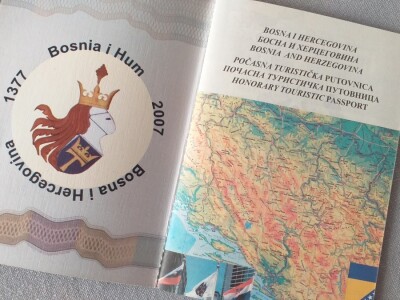 1377
Bosnia i Hum
2007
Bosna i Hercegovina
BOSNA I HERCEGOVINA
БОСНА И ХЕРЦЕГОВИНА
BOSNIA AND HERZEGOVINA
POČASNA TURISTIČKA PUTOVNICA
ПОЧАСНА ТУРИСТИЧКА ПУТОВНИЦА
HONORARY TOURISTIC PASSPORT